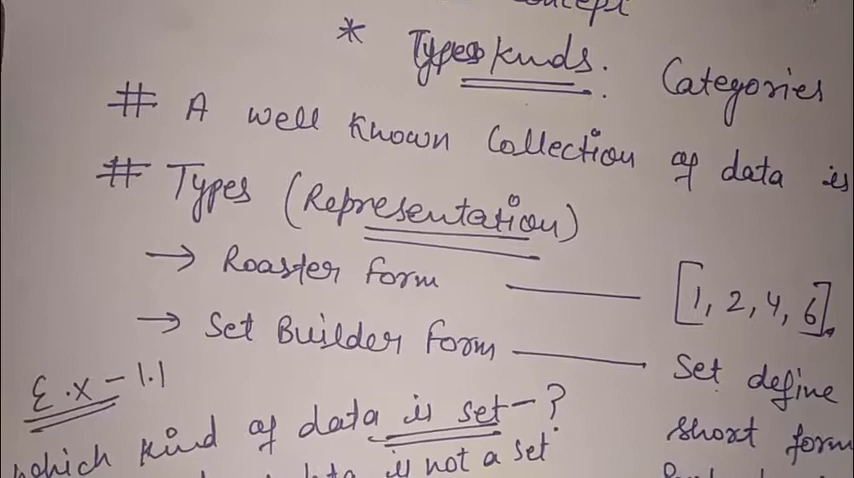 Concept
* Types Kinds. Categories
# A well known Collection of data is
# Types (Representation)
→ Roaster form — [1, 2, 4, 6]
→ Set Builder form — Set define
short form
E.x - 1.1
which kind of data is set - ?
is not a set